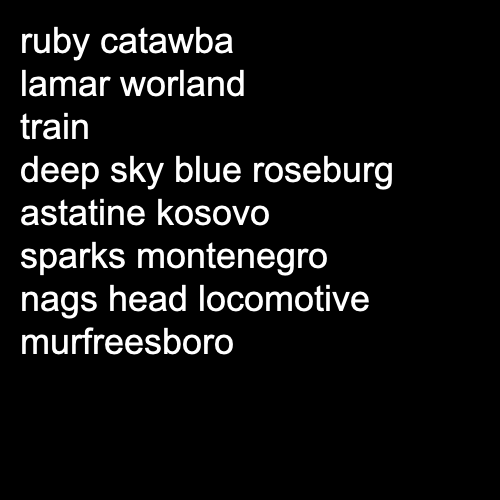 ruby catawba
lamar worland
train
deep sky blue roseburg
astatine kosovo
sparks montenegro
nags head locomotive
murfreesboro